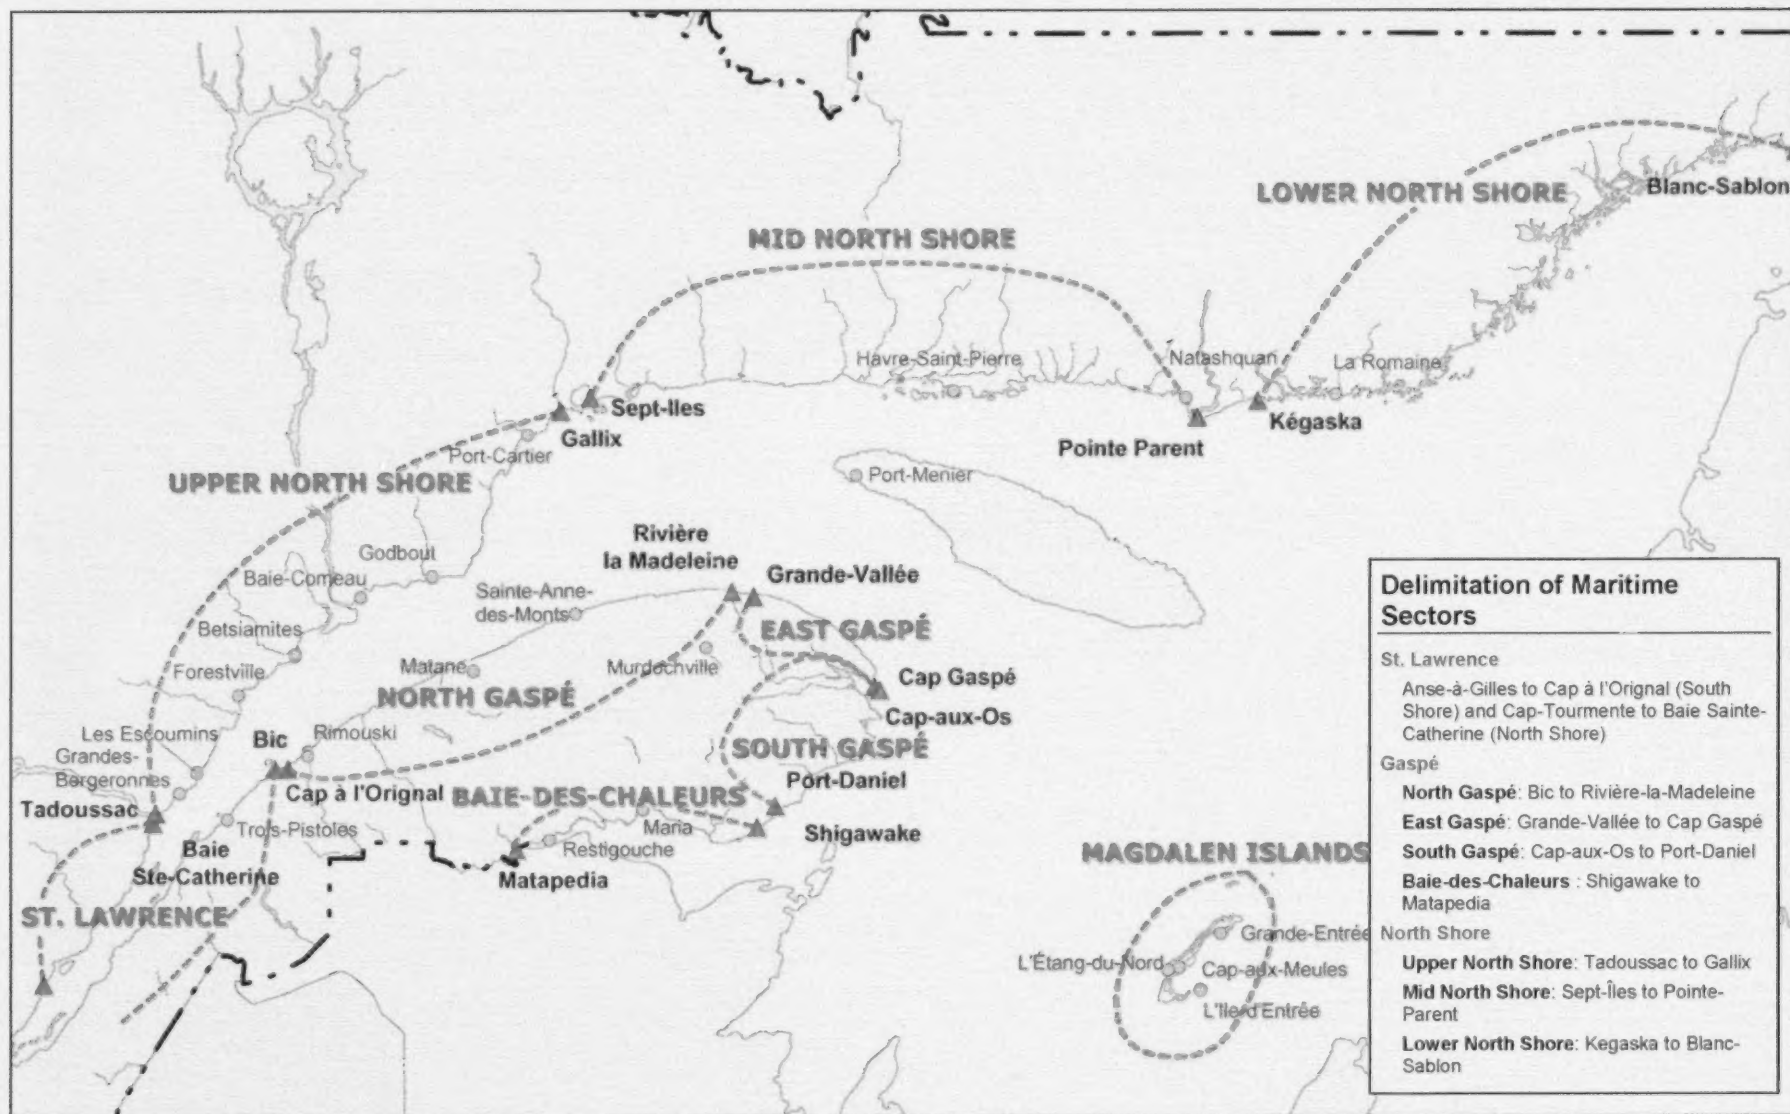 LOWER NORTH SHORE
Blanc-Sablon
MID NORTH SHORE
Havre-Saint-Pierre
Natashquan
La Romaine
Sept-Iles
Gallix
Kégaska
Pointe Parent
Port-Cartier
Port-Menier
UPPER NORTH SHORE
Rivière
la Madeleine
Grande-Vallée
Godbout
Baie-Comeau
Sainte-Anne-
des-Monts
Betsiamites
EAST GASPÉ
Forestville
Matane
Murdochville
Cap Gaspé
NORTH GASPÉ
Cap-aux-Os
Les Escoumins
Rimouski
Bic
SOUTH GASPÉ
Grandes-
Bergeronnes
Port-Daniel
Cap à l'Orignal
BAIE-DES-CHALEURS
Tadoussac
Trois-Pistoles
Maria
Shigawake
Baie
Ste-Catherine
Restigouche
Matapedia
MAGDALEN ISLANDS
ST. LAWRENCE
Grande-Entrée
L'Étang-du-Nord
Cap-aux-Meules
L'Ile d'Entrée
Delimitation of Maritime
Sectors
St. Lawrence
Anse-à-Gilles to Cap à l'Orignal (South
Shore) and Cap-Tourmente to Baie Sainte-
Catherine (North Shore)
Gaspé
North Gaspé: Bic to Rivière-la-Madeleine
East Gaspé: Grande-Vallée to Cap Gaspé
South Gaspé: Cap-aux-Os to Port-Daniel
Baie-des-Chaleurs : Shigawake to
Matapedia
North Shore
Upper North Shore: Tadoussac to Gallix
Mid North Shore: Sept-Îles to Pointe-
Parent
Lower North Shore: Kegaska to Blanc-
Sablon